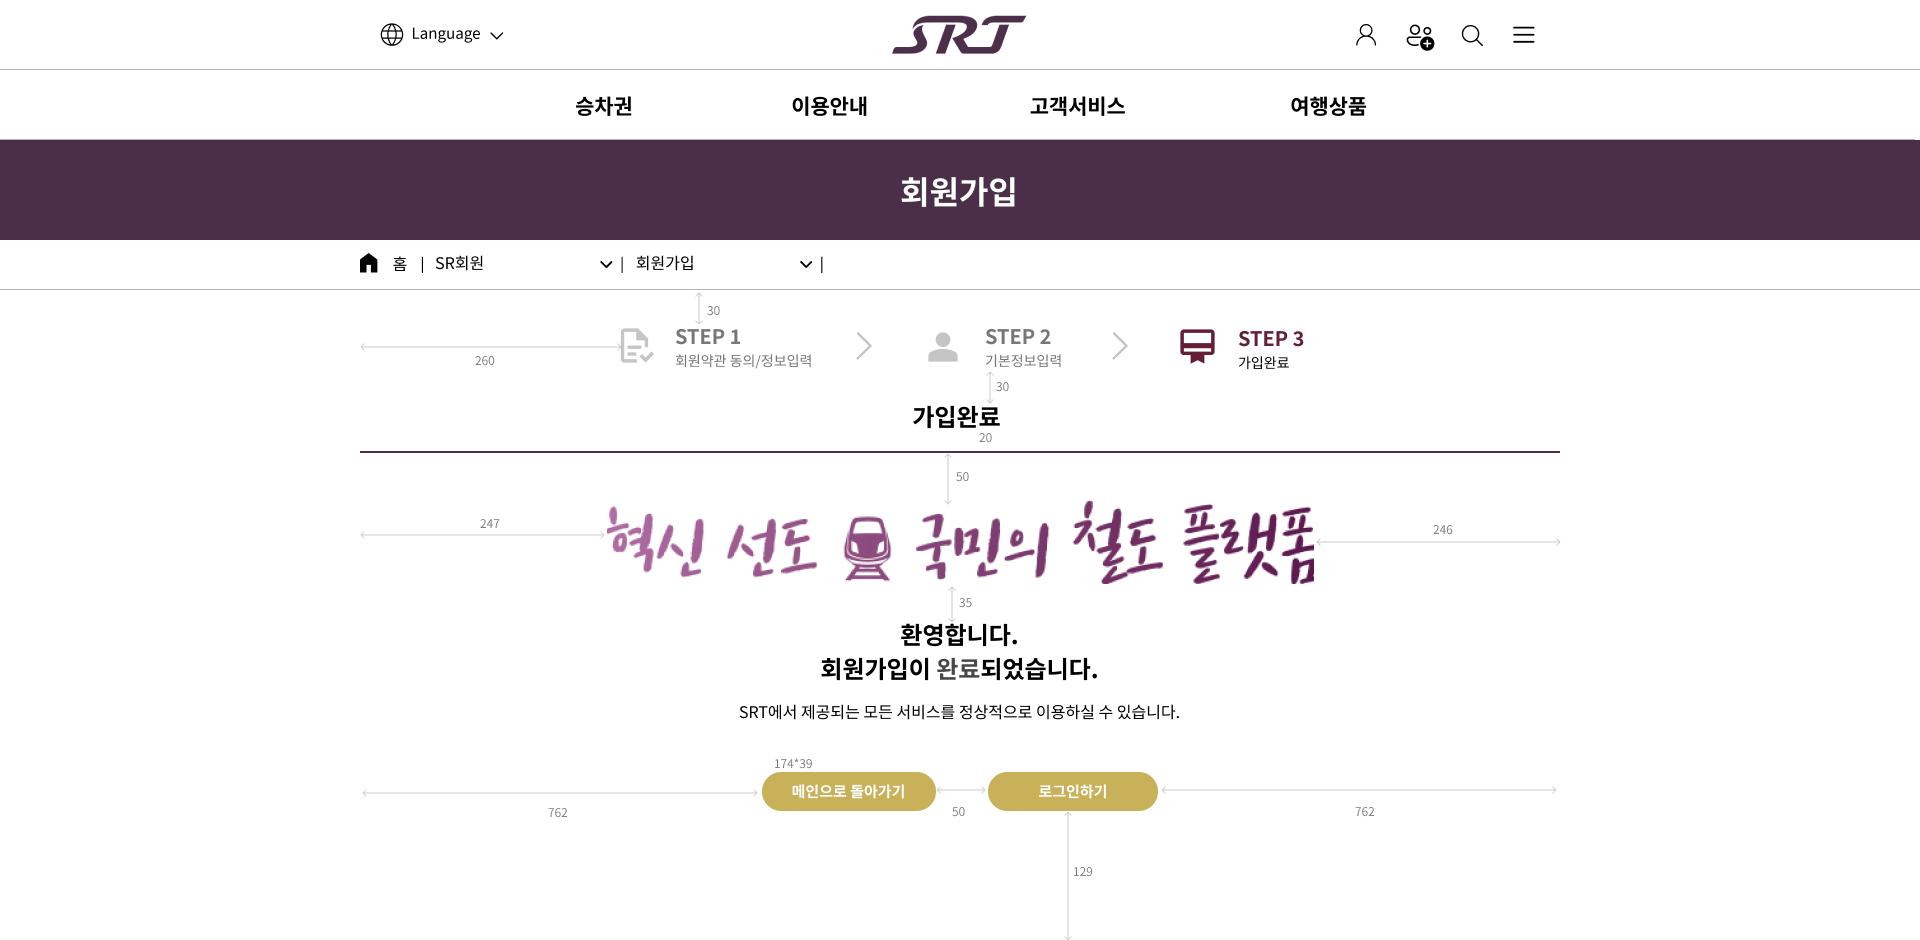 Language
SRT
승차권
이용안내
고객서비스
여행상품
회원가입
홈 | SR회원 | 회원가입 |
30
STEP 1
회원약관 동의/정보입력
STEP 2
기본정보입력
STEP 3
가입완료
260
30
가입완료
20
50
247
혁신 선도 국민의 철도 플랫폼
246
35
환영합니다.
회원가입이 완료되었습니다.
SRT에서 제공되는 모든 서비스를 정상적으로 이용하실 수 있습니다.
174*39
메인으로 돌아가기
로그인하기
762
50
762
129